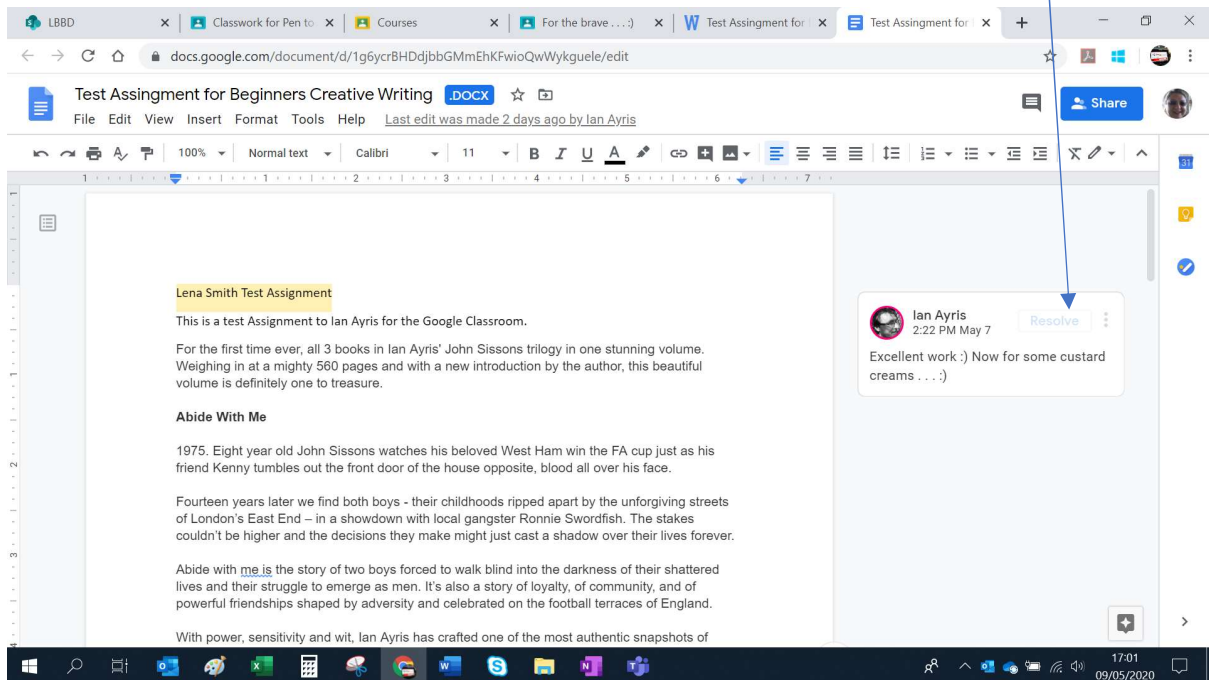 LBBD
Classwork for Pen to
Courses
For the brave . . . :)
Test Assingment for
Test Assingment for
docs.google.com/document/d/1g6ycrBHDdjbbGMmEhKFwioQwWykguele/edit
Test Assingment for Beginners Creative Writing .DOCX
Share
File Edit View Insert Format Tools Help Last edit was made 2 days ago by Ian Ayris
100% Normal text Calibri 11 B I U A
31
1 1 2 3 4 5 6 7
Lena Smith Test Assignment
This is a test Assignment to Ian Ayris for the Google Classroom.
For the first time ever, all 3 books in Ian Ayris' John Sissons trilogy in one stunning volume.
Weighing in at a mighty 560 pages and with a new introduction by the author, this beautiful
volume is definitely one to treasure.
Abide With Me
1975. Eight year old John Sissons watches his beloved West Ham win the FA cup just as his
friend Kenny tumbles out the front door of the house opposite, blood all over his face.
Fourteen years later we find both boys - their childhoods ripped apart by the unforgiving streets
of London's East End – in a showdown with local gangster Ronnie Swordfish. The stakes
couldn't be higher and the decisions they make might just cast a shadow over their lives forever.
Abide with me is the story of two boys forced to walk blind into the darkness of their shattered
lives and their struggle to emerge as men. It's also a story of loyalty, of community, and of
powerful friendships shaped by adversity and celebrated on the football terraces of England.
With power, sensitivity and wit, Ian Ayris has crafted one of the most authentic snapshots of
Ian Ayris
2:22 PM May 7
Resolve
Excellent work :) Now for some custard
creams . . . :)
17:01
09/05/2020